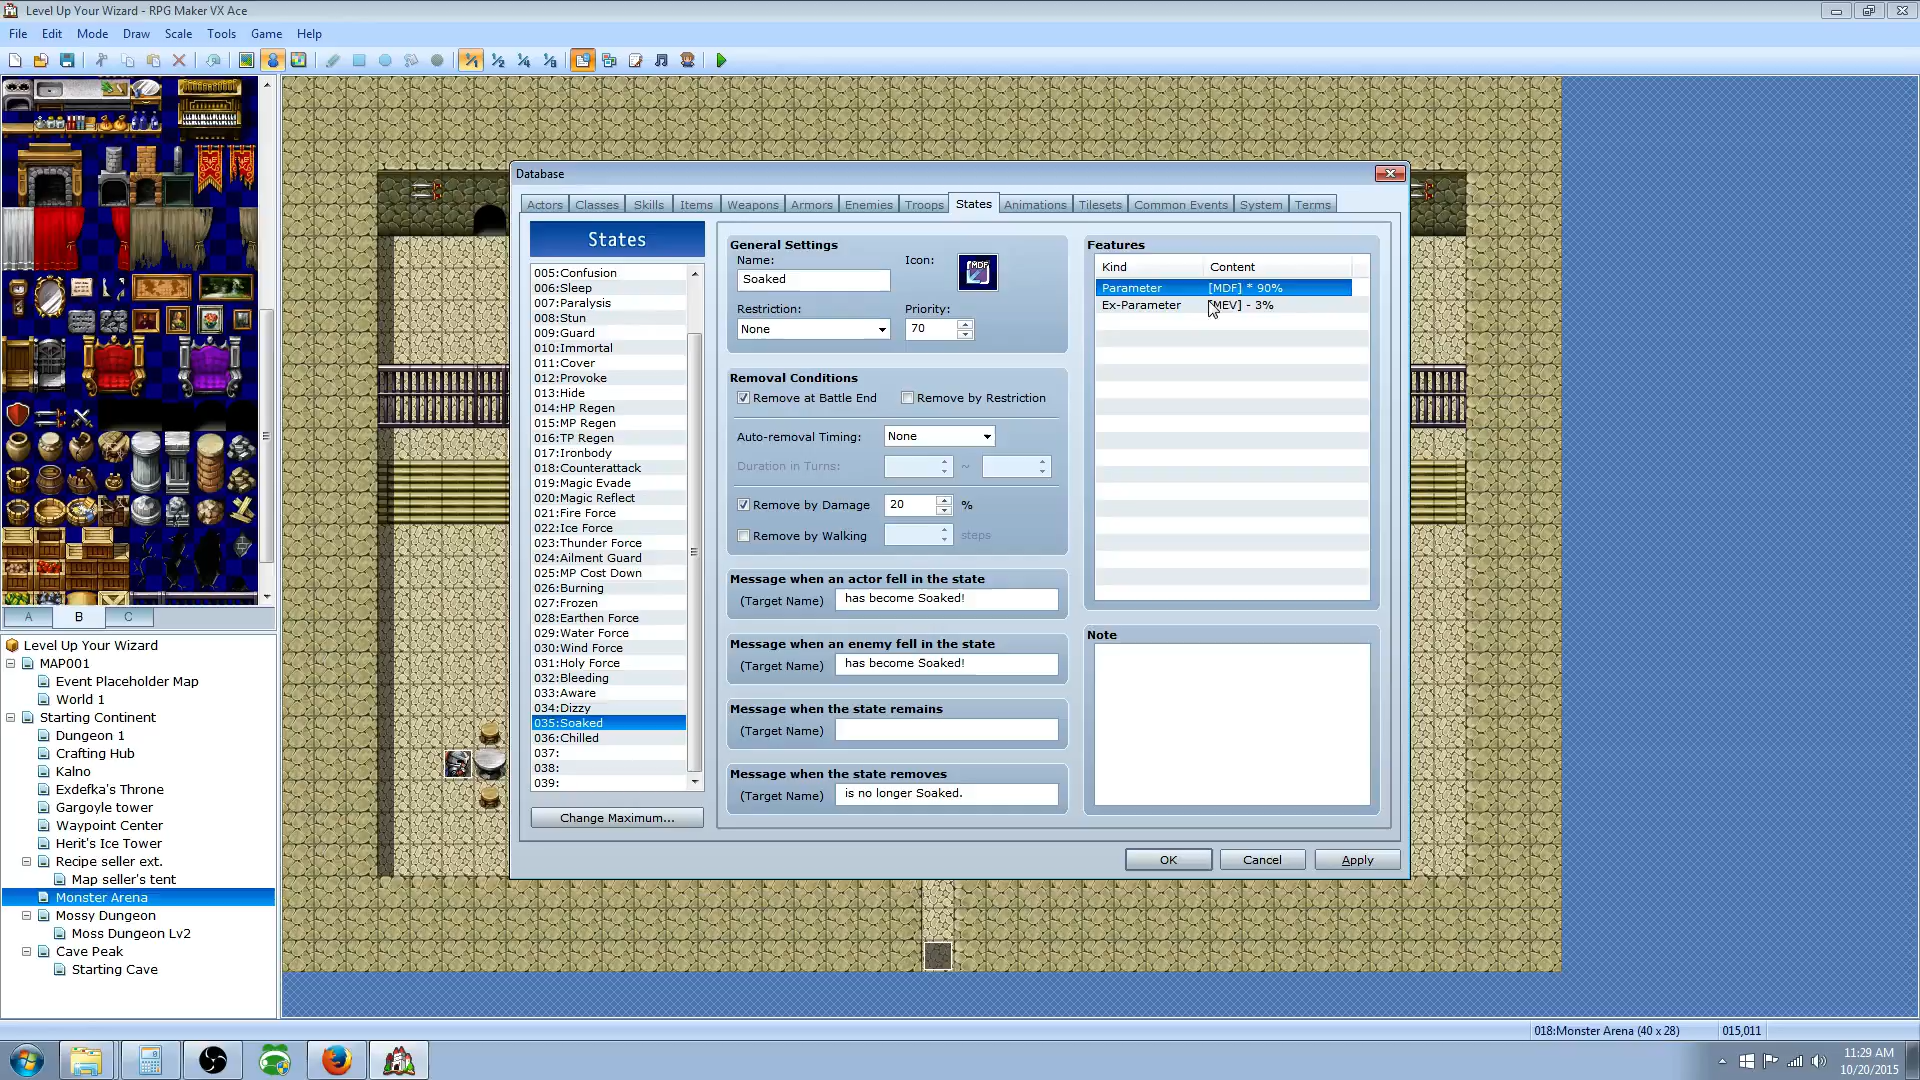 Level Up Your Wizard - RPG Maker VX Ace
File Edit Mode Draw Scale Tools Game Help
Database
Actors Classes Skills Items Weapons Armors Enemies Troops States Animations Tilesets Common Events System Terms
States
005:Confusion
006:Sleep
007:Paralysis
008:Stun
009:Guard
010:Immortal
011:Cover
012:Provoke
013:Hide
014:HP Regen
015:MP Regen
016:TP Regen
017:Ironbody
018:Counterattack
019:Magic Evade
020:Magic Reflect
021:Fire Force
022:Ice Force
023:Thunder Force
024:Ailment Guard
025:MP Cost Down
026:Burning
027:Frozen
028:Earthen Force
029:Water Force
030:Wind Force
031:Holy Force
032:Bleeding
033:Aware
034:Dizzy
035:Soaked
036:Chilled
037:
038:
039:
Change Maximum...
General Settings
Name:
Icon:
Soaked
MDF
Restriction:
Priority:
None
70
Removal Conditions
Remove at Battle End
Remove by Restriction
Auto-removal Timing:
None
Duration in Turns:
~
Remove by Damage
20
%
Remove by Walking
steps
Message when an actor fell in the state
(Target Name)
has become Soaked!
Message when an enemy fell in the state
(Target Name)
has become Soaked!
Message when the state remains
(Target Name)
Message when the state removes
(Target Name)
is no longer Soaked.
Features
Kind Content
Parameter [MDF] * 90%
Ex-Parameter [MEV] - 3%
Note
OK
Cancel
Apply
A
B
C
Level Up Your Wizard
MAP001
Event Placeholder Map
World 1
Starting Continent
Dungeon 1
Crafting Hub
Kalno
Exdefka's Throne
Gargoyle tower
Waypoint Center
Herit's Ice Tower
Recipe seller ext.
Map seller's tent
Monster Arena
Mossy Dungeon
Moss Dungeon Lv2
Cave Peak
Starting Cave
018:Monster Arena (40 x 28)
015,011
11:29 AM
10/20/2015